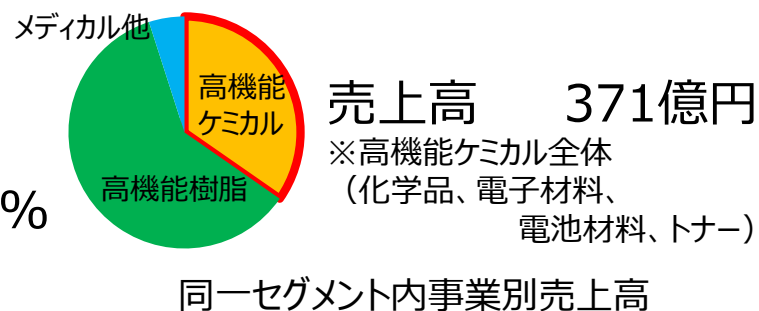 メディカル他
高機能
ケミカル
高機能樹脂
%
売上高 371億円
※高機能ケミカル全体
(化学品、電子材料、
電池材料、トナー)
同一セグメント内事業別売上高